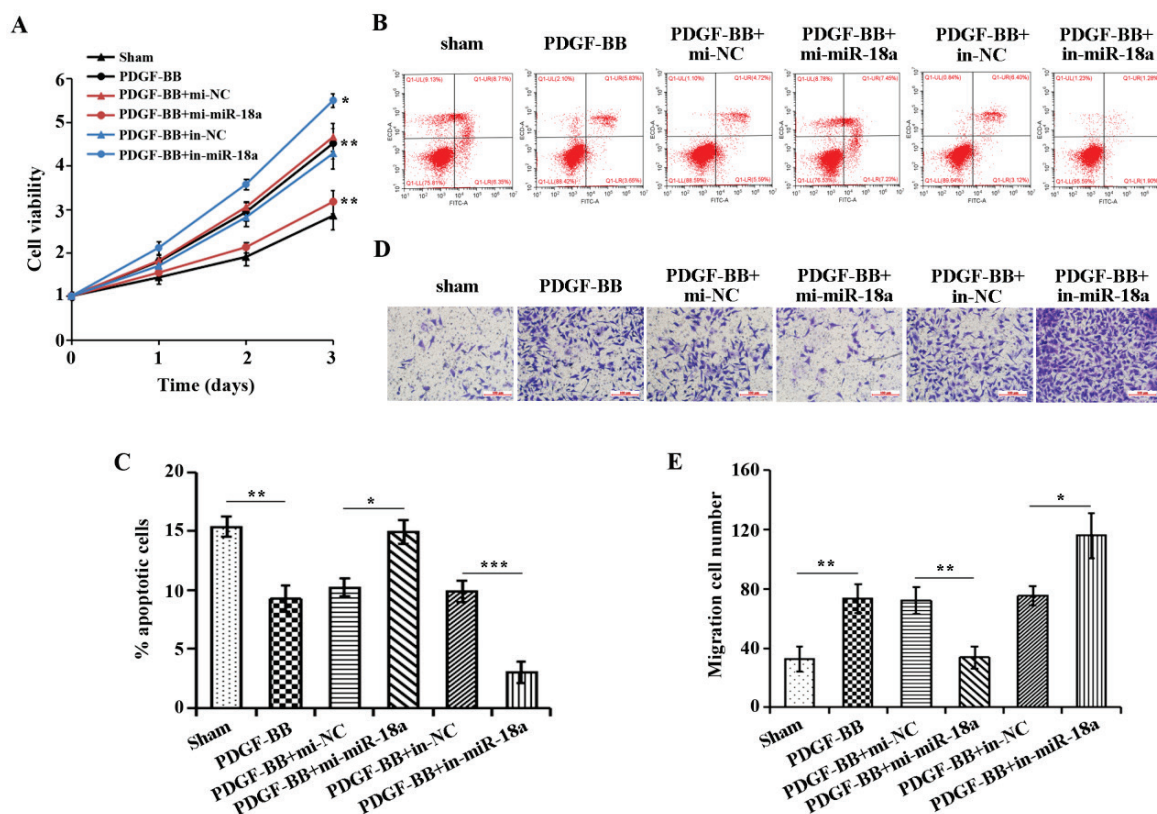 A
Sham
PDGF-BB
PDGF-BB+mi-NC
PDGF-BB+mi-miR-18a
PDGF-BB+in-NC
PDGF-BB+in-miR-18a
Cell viability
6
5
4
3
2
1
0
*
**
**
0 1 2 3
Time (days)
B
sham
PDGF-BB
PDGF-BB+
mi-NC
PDGF-BB+
mi-miR-18a
PDGF-BB+
in-NC
PDGF-BB+
in-miR-18a
ECD-A
FITC-A
FITC-A
FITC-A
FITC-A
FITC-A
FITC-A
D
sham
PDGF-BB
PDGF-BB+
mi-NC
PDGF-BB+
mi-miR-18a
PDGF-BB+
in-NC
PDGF-BB+
in-miR-18a
C
% apoptotic cells
20
15
10
5
0
**
*
***
Sham
PDGF-BB
PDGF-BB+mi-NC
PDGF-BB+mi-miR-18a
PDGF-BB+in-NC
PDGF-BB+in-miR-18a
E
Migration cell number
160
120
80
40
0
**
**
*
Sham
PDGF-BB
PDGF-BB+mi-NC
PDGF-BB+mi-miR-18a
PDGF-BB+in-NC
PDGF-BB+in-miR-18a